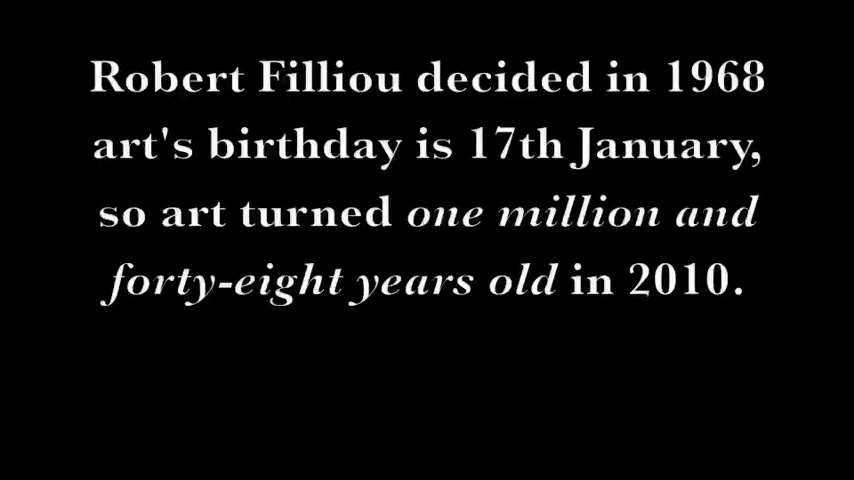 Robert Filliou decided in 1968
art's birthday is 17th January,
so art turned one million and
forty-eight years old in 2010.